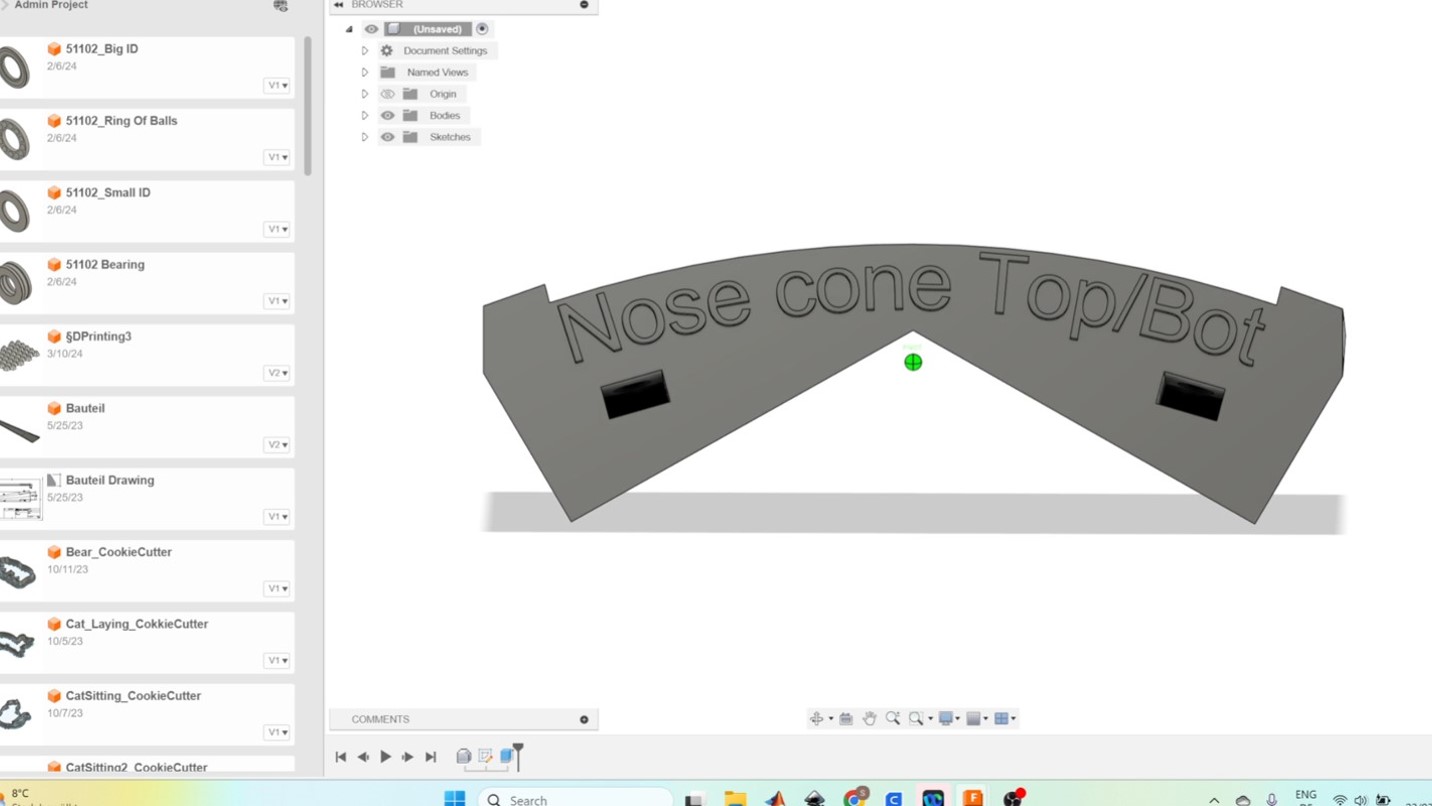 Admin Project
51102_Big ID
2/6/24
V1
51102_Ring Of Balls
2/6/24
V1
51102_Small ID
2/6/24
V1
51102 Bearing
2/6/24
V1
§DPrinting3
3/10/24
V2
Bauteil
5/25/23
V2
Bauteil Drawing
5/25/23
V1
Bear_CookieCutter
10/11/23
V1
Cat_Laying_CokkieCutter
10/5/23
V1
CatSitting_CookieCutter
10/7/23
V1
CatSitting2_CookieCutter
BROWSER
(Unsaved)
Document Settings
Named Views
Origin
Bodies
Sketches
Nose cone Top/Bot
COMMENTS
8°C
Search
ENG